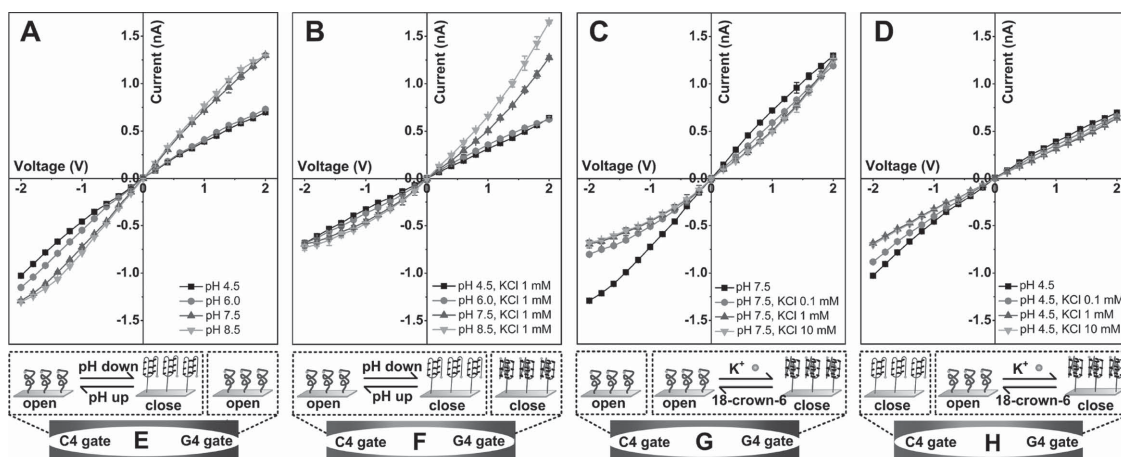 A
Current (nA)
1.5
1.0
0.5
Voltage (V)
0.0
-2
-1
0
1
2
-0.5
-1.0
-1.5
pH 4.5
pH 6.0
pH 7.5
pH 8.5
B
Current (nA)
1.5
1.0
0.5
Voltage (V)
0.0
-2
-1
0
1
2
-0.5
-1.0
-1.5
pH 4.5, KCl 1 mM
pH 6.0, KCl 1 mM
pH 7.5, KCl 1 mM
pH 8.5, KCl 1 mM
C
Current (nA)
1.5
1.0
0.5
Voltage (V)
0.0
-2
-1
0
1
2
-0.5
-1.0
-1.5
pH 7.5
pH 7.5, KCl 0.1 mM
pH 7.5, KCl 1 mM
pH 7.5, KCl 10 mM
D
Current (nA)
1.5
1.0
0.5
Voltage (V)
0.0
-2
-1
0
1
2
-0.5
-1.0
-1.5
pH 4.5
pH 4.5, KCl 0.1 mM
pH 4.5, KCl 1 mM
pH 4.5, KCl 10 mM
pH down
pH up
open
close
open
C4 gate E G4 gate
pH down
pH up
open
close
close
C4 gate F G4 gate
K+
18-crown-6
open
open
close
C4 gate G G4 gate
K+
18-crown-6
close
open
close
C4 gate H G4 gate